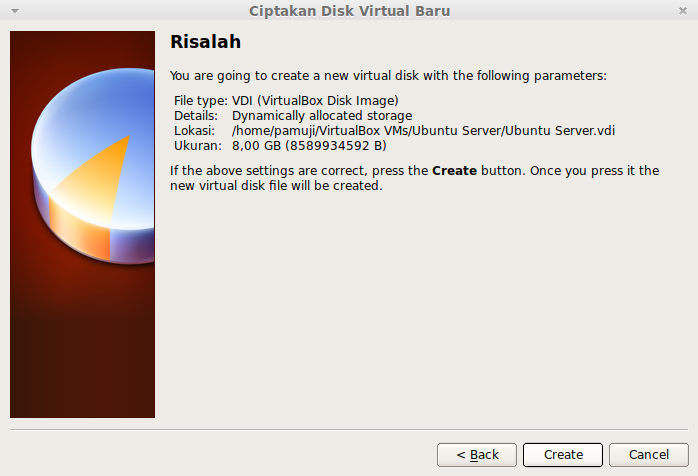 Ciptakan Disk Virtual Baru
Risalah
You are going to create a new virtual disk with the following parameters:
File type: VDI (VirtualBox Disk Image)
Details: Dynamically allocated storage
Lokasi: /home/pamuji/VirtualBox VMs/Ubuntu Server/Ubuntu Server.vdi
Ukuran: 8,00 GB (8589934592 B)
If the above settings are correct, press the Create button. Once you press it the
new virtual disk file will be created.
< Back Create Cancel